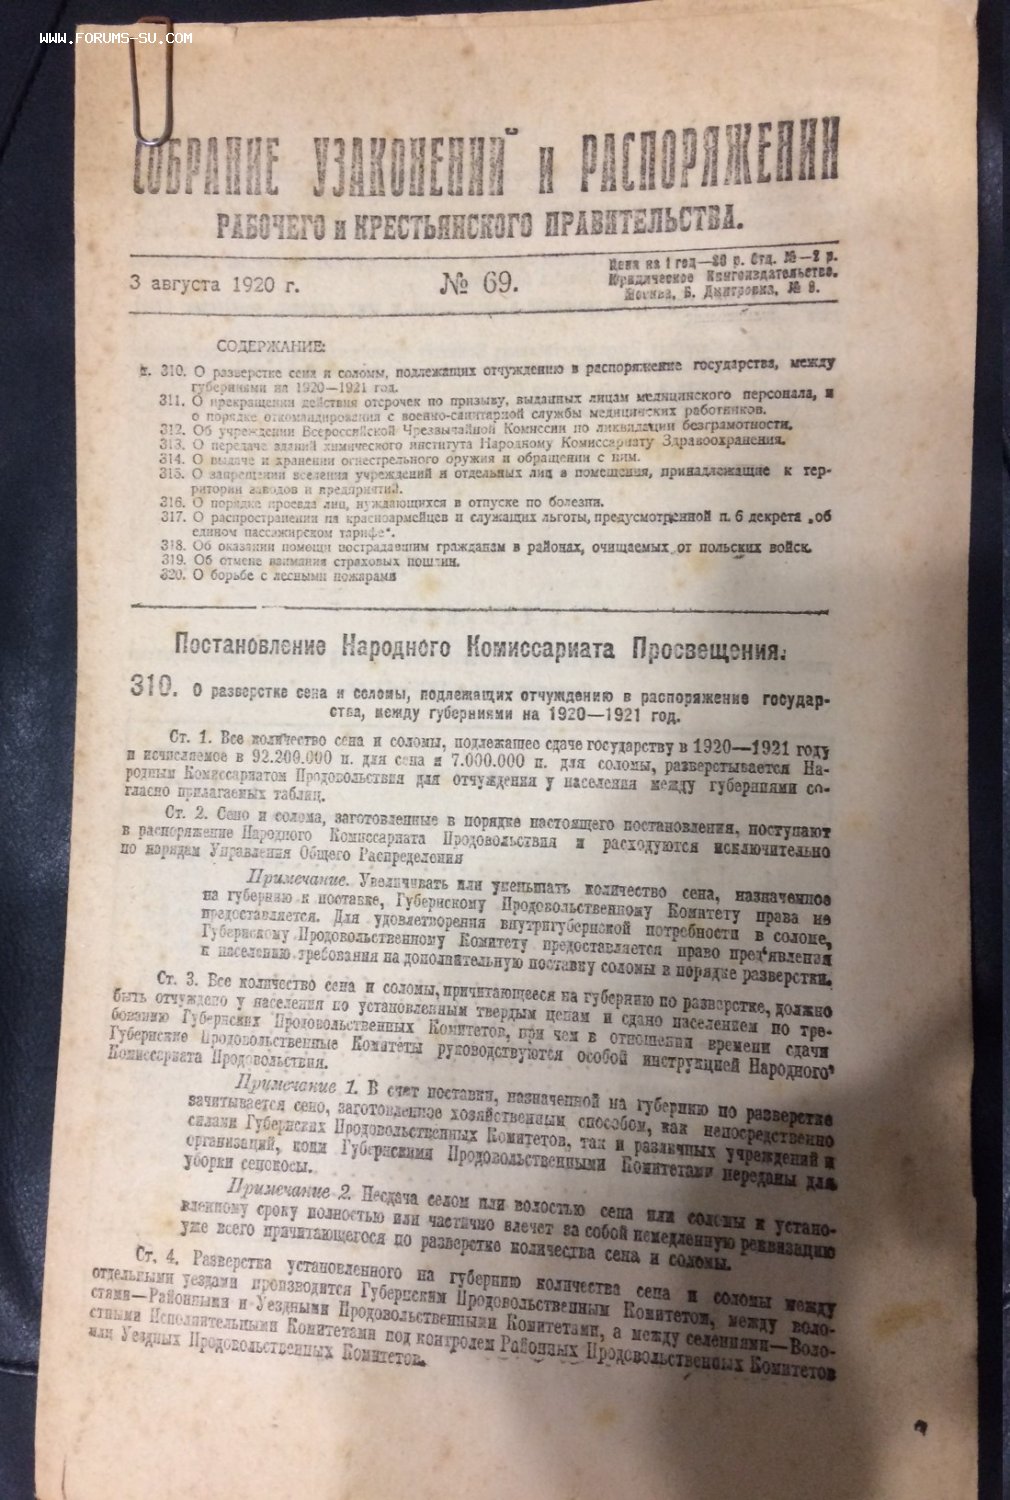 WWW.FORUMS-SU.COM
СОБРАНИЕ УЗАКОНЕНИЙ и РАСПОРЯЖЕНИИ
РАБОЧЕГО и КРЕСТЬЯНСКОГО ПРАВИТЕЛЬСТВА.
3 августа 1920 г.
№ 69.
Цена на 1 год—80 р. Отд. №—2 р.
Юридическое Книгоиздательство.
Москва, Б. Дмитровка, № 9.
СОДЕРЖАНИЕ:
310. О разверстке сена и соломы, подлежащих отчуждению в распоряжение государства, между
губерниями на 1920—1921 год.
311. О прекращении действия отсрочек по призыву, выданных лицам медицинского персонала, и
о порядке откомандирования с военно-санитарной службы медицинских работников.
312. Об учреждении Всероссийской Чрезвычайной Комиссии по ликвидации безграмотности.
313. О передаче зданий химического института Народному Комиссариату Здравоохранения.
314. О выдаче и хранении огнестрельного оружия и обращении с ним.
315. О запрещении вселения учреждений и отдельных лиц в помещения, принадлежащие к тер-
ритории заводов и предприятий.
316. О порядке проезда лиц, нуждающихся в отпуске по болезни.
317. О распространении на красноармейцев и служащих льготы, предусмотренной п. 6 декрета „об
едином пассажирском тарифе".
318. Об оказании помощи пострадавшим гражданам в районах, очищаемых от польских войск.
319. Об отмене взимания страховых пошлин.
320. О борьбе с лесными пожарами
Постановление Народного Комиссариата Просвещения.
310. О разверстке сена и соломы, подлежащих отчуждению в распоряжение государ-
ства, между губерниями на 1920—1921 год.
Ст. 1. Все количество сена и соломы, подлежащее сдаче государству в 1920—1921 году
и исчисляемое в 92.200.000 п. для сена и 7.000.000 п. для соломы, разверстывается На-
родным Комиссариатом Продовольствия для отчуждения у населения между губерниями со-
гласно прилагаемых таблиц.
Ст. 2. Сено и солома, заготовленные в порядке настоящего постановления, поступают
в распоряжение Народного Комиссариата Продовольствия и расходуются исключительно
по нарядам Управления Общего Распределения
Примечание. Увеличивать или уменьшать количество сена, назначенное
на губернию к поставке, Губернскому Продовольственному Комитету права не
предоставляется. Для удовлетворения внутригубернской потребности в соломе,
Губернскому Продовольственному Комитету предоставляется право пред'явления
к населению требования на дополнительную поставку соломы в порядке разверстки.
Ст. 3. Все количество сена и соломы, причитающееся на губернию по разверстке, должно
быть отчуждено у населения по установленным твердым ценам и сдано населением по тре-
бованию Губернских Продовольственных Комитетов, при чем в отношении времени сдачи
Губернские Продовольственные Комитеты руководствуются особой инструкцией Народного
Комиссариата Продовольствия.
Примечание 1. В счет поставки, назначенной на губернию по разверстке
зачитывается сено, заготовленное хозяйственным способом, как непосредственно
силами Губернских Продовольственных Комитетов, так и различных учреждений и
организаций, коим Губернскими Продовольственными Комитетами переданы для
уборки сенокосы.
Примечание 2. Несдача селом или волостью сена или соломы к устано-
вленному сроку полностью или частично влечет за собой немедленную реквизицию
уже всего причитающегося по разверстке количества сена и соломы.
Ст. 4. Разверстка установленного на губернию количества сена и соломы между
отдельными уездами производится Губернским Продовольственным Комитетом, между воло-
стями—Районными и Уездными Продовольственными Комитетами, а между селениями—Воло-
стными Исполнительными Комитетами под контролем Районных Продовольственных Комитетов
или Уездных Продовольственных Комитетов.